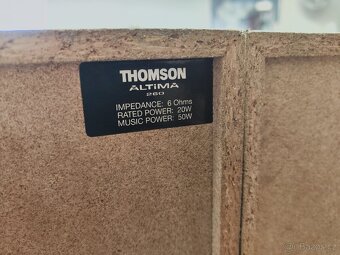 THOMSON
ALTiMA
260
IMPEDANCE: 6 Ohms
RATED POWER: 20W
MUSIC POWER: 50W